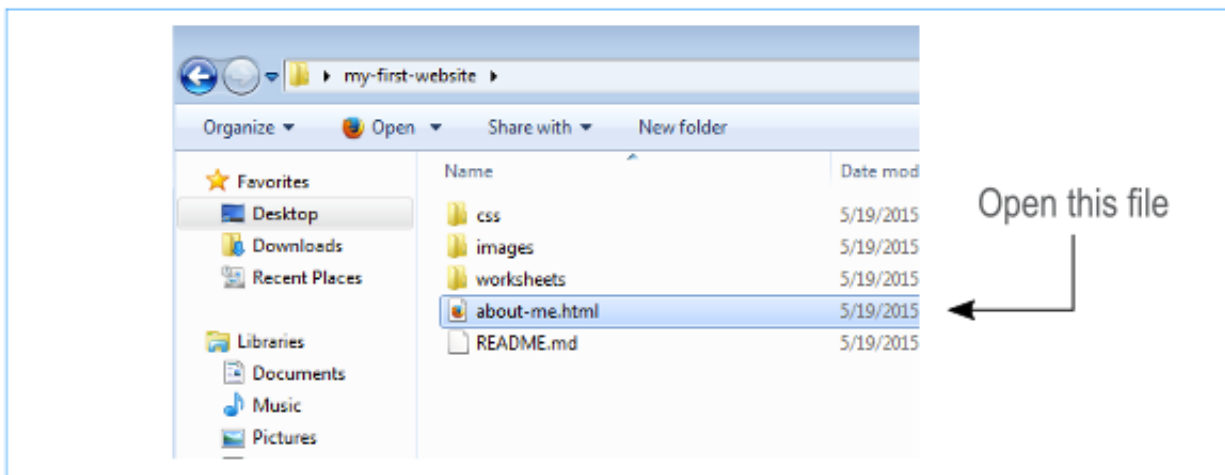 my-first-website
Organize Open Share with New folder
Name Date mod
Favorites
Desktop
Downloads
Recent Places
Libraries
Documents
Music
Pictures
css 5/19/2015
images 5/19/2015
worksheets 5/19/2015
about-me.html 5/19/2015
README.md 5/19/2015
Open this file